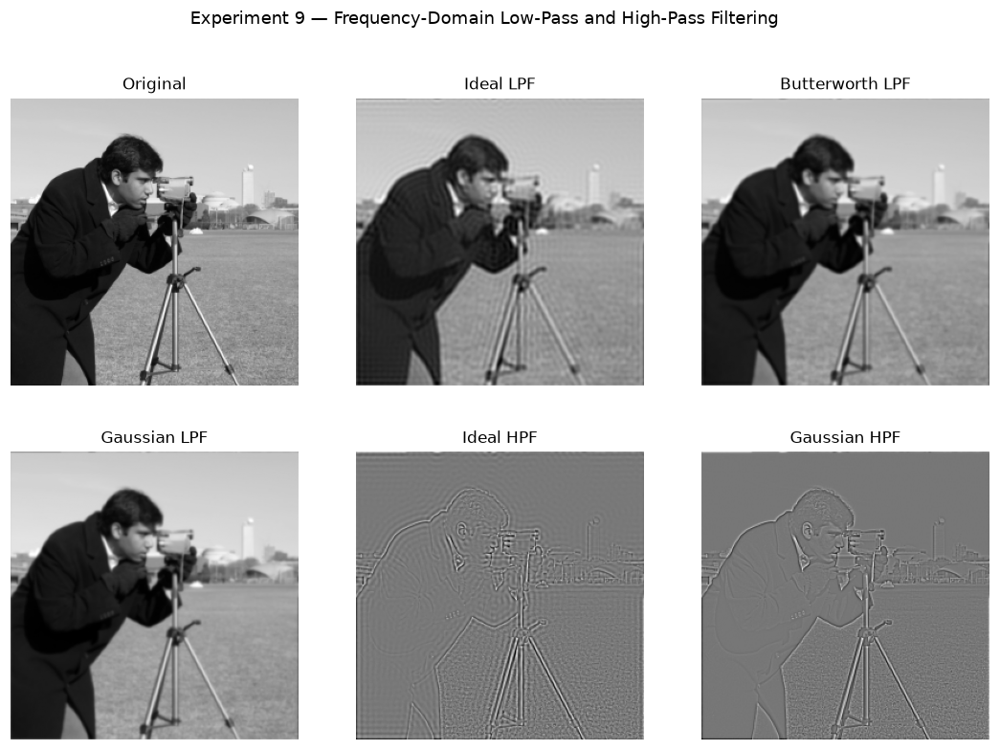 Experiment 9 — Frequency-Domain Low-Pass and High-Pass Filtering
Original
Ideal LPF
Butterworth LPF
Gaussian LPF
Ideal HPF
Gaussian HPF